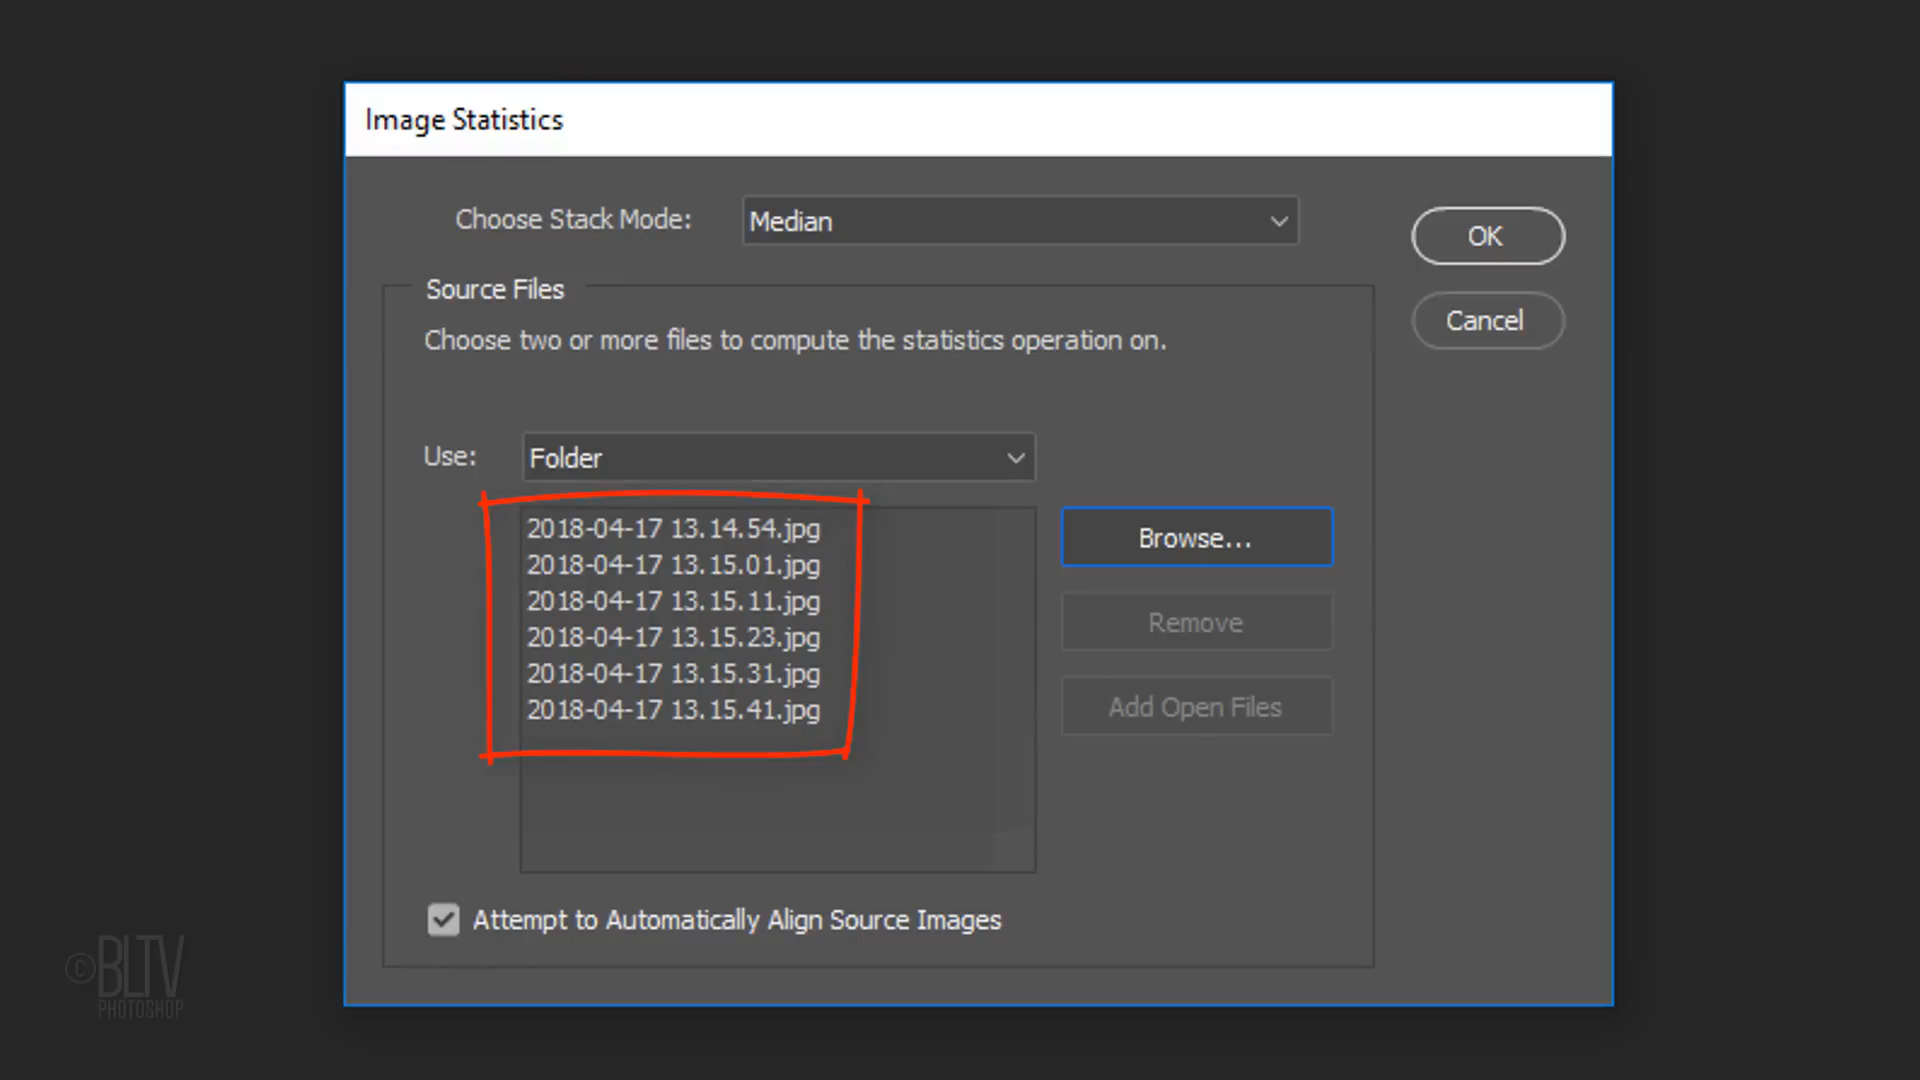 Image Statistics
Choose Stack Mode: Median
OK
Cancel
Source Files
Choose two or more files to compute the statistics operation on.
Use: Folder
2018-04-17 13.14.54.jpg
2018-04-17 13.15.01.jpg
2018-04-17 13.15.11.jpg
2018-04-17 13.15.23.jpg
2018-04-17 13.15.31.jpg
2018-04-17 13.15.41.jpg
Browse...
Remove
Add Open Files
Attempt to Automatically Align Source Images
©BLTV
PHOTOSHOP